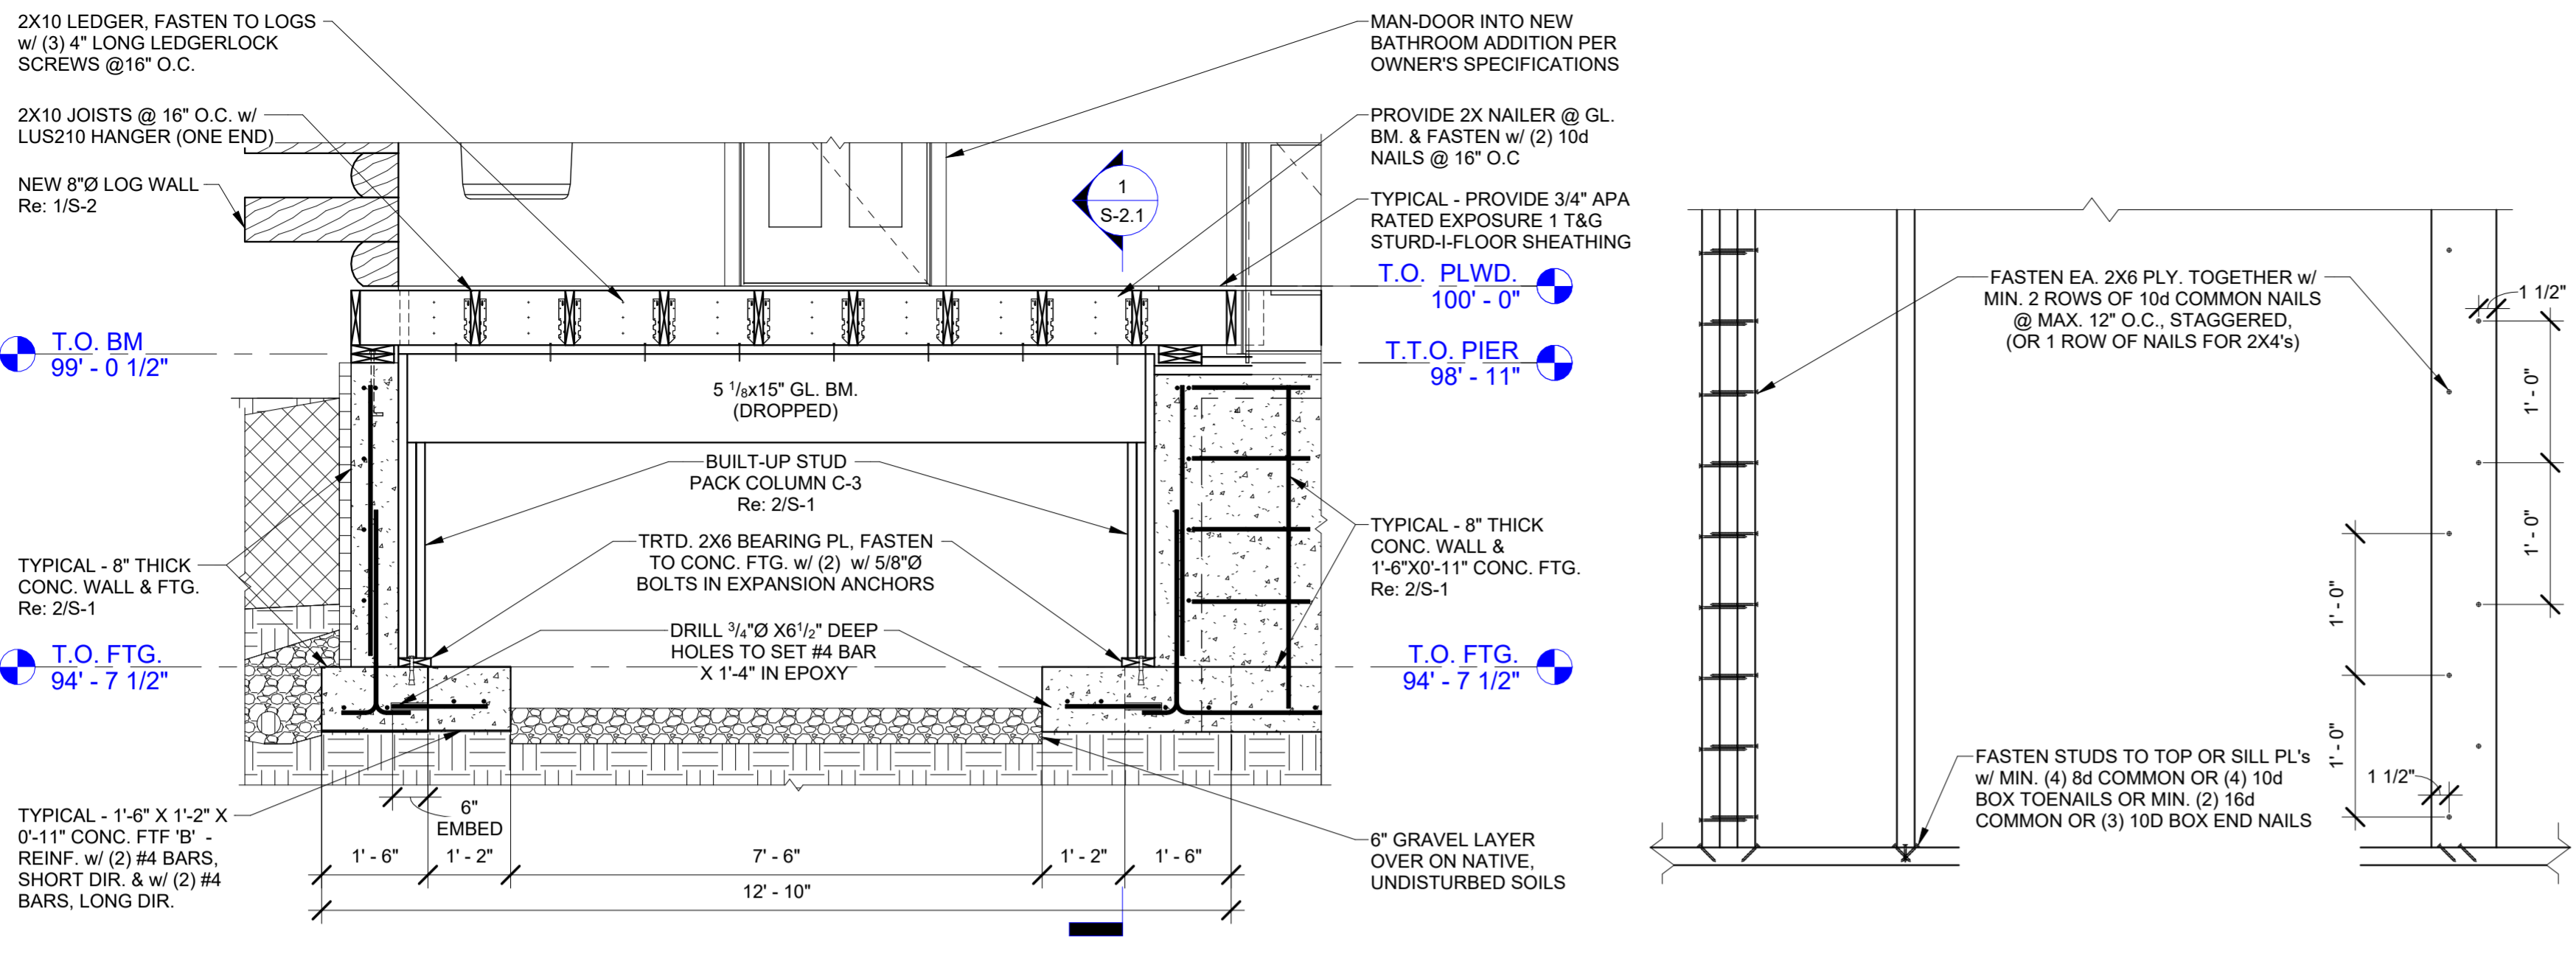 2X10 LEDGER, FASTEN TO LOGS
w/ (3) 4" LONG LEDGERLOCK
SCREWS @16" O.C.
2X10 JOISTS @ 16" O.C. w/
LUS210 HANGER (ONE END)
NEW 8"Ø LOG WALL
Re: 1/S-2
T.O. BM
99' - 0 1/2"
TYPICAL - 8" THICK
CONC. WALL & FTG.
Re: 2/S-1
T.O. FTG.
94' - 7 1/2"
TYPICAL - 1'-6" X 1'-2" X
0'-11" CONC. FTF 'B' -
REINF. w/ (2) #4 BARS,
SHORT DIR. & w/ (2) #4
BARS, LONG DIR.
1
S-2.1
5 1/8x15" GL. BM.
(DROPPED)
BUILT-UP STUD
PACK COLUMN C-3
Re: 2/S-1
TRTD. 2X6 BEARING PL, FASTEN
TO CONC. FTG. w/ (2) w/ 5/8"Ø
BOLTS IN EXPANSION ANCHORS
DRILL 3/4"Ø X6 1/2" DEEP
HOLES TO SET #4 BAR
X 1'-4" IN EPOXY
6"
EMBED
1' - 6"
1' - 2"
7' - 6"
1' - 2"
1' - 6"
12' - 10"
MAN-DOOR INTO NEW
BATHROOM ADDITION PER
OWNER'S SPECIFICATIONS
PROVIDE 2X NAILER @ GL.
BM. & FASTEN w/ (2) 10d
NAILS @ 16" O.C
TYPICAL - PROVIDE 3/4" APA
RATED EXPOSURE 1 T&G
STURD-I-FLOOR SHEATHING
T.O. PLWD.
100' - 0"
T.T.O. PIER
98' - 11"
TYPICAL - 8" THICK
CONC. WALL &
1'-6"X0'-11" CONC. FTG.
Re: 2/S-1
T.O. FTG.
94' - 7 1/2"
6" GRAVEL LAYER
OVER ON NATIVE,
UNDISTURBED SOILS
FASTEN EA. 2X6 PLY. TOGETHER w/
MIN. 2 ROWS OF 10d COMMON NAILS
@ MAX. 12" O.C., STAGGERED,
(OR 1 ROW OF NAILS FOR 2X4's)
1 1/2"
1' - 0"
1' - 0"
1' - 0"
1' - 0"
1 1/2"
FASTEN STUDS TO TOP OR SILL PL's
w/ MIN. (4) 8d COMMON OR (4) 10d
BOX TOENAILS OR MIN. (2) 16d
COMMON OR (3) 10D BOX END NAILS